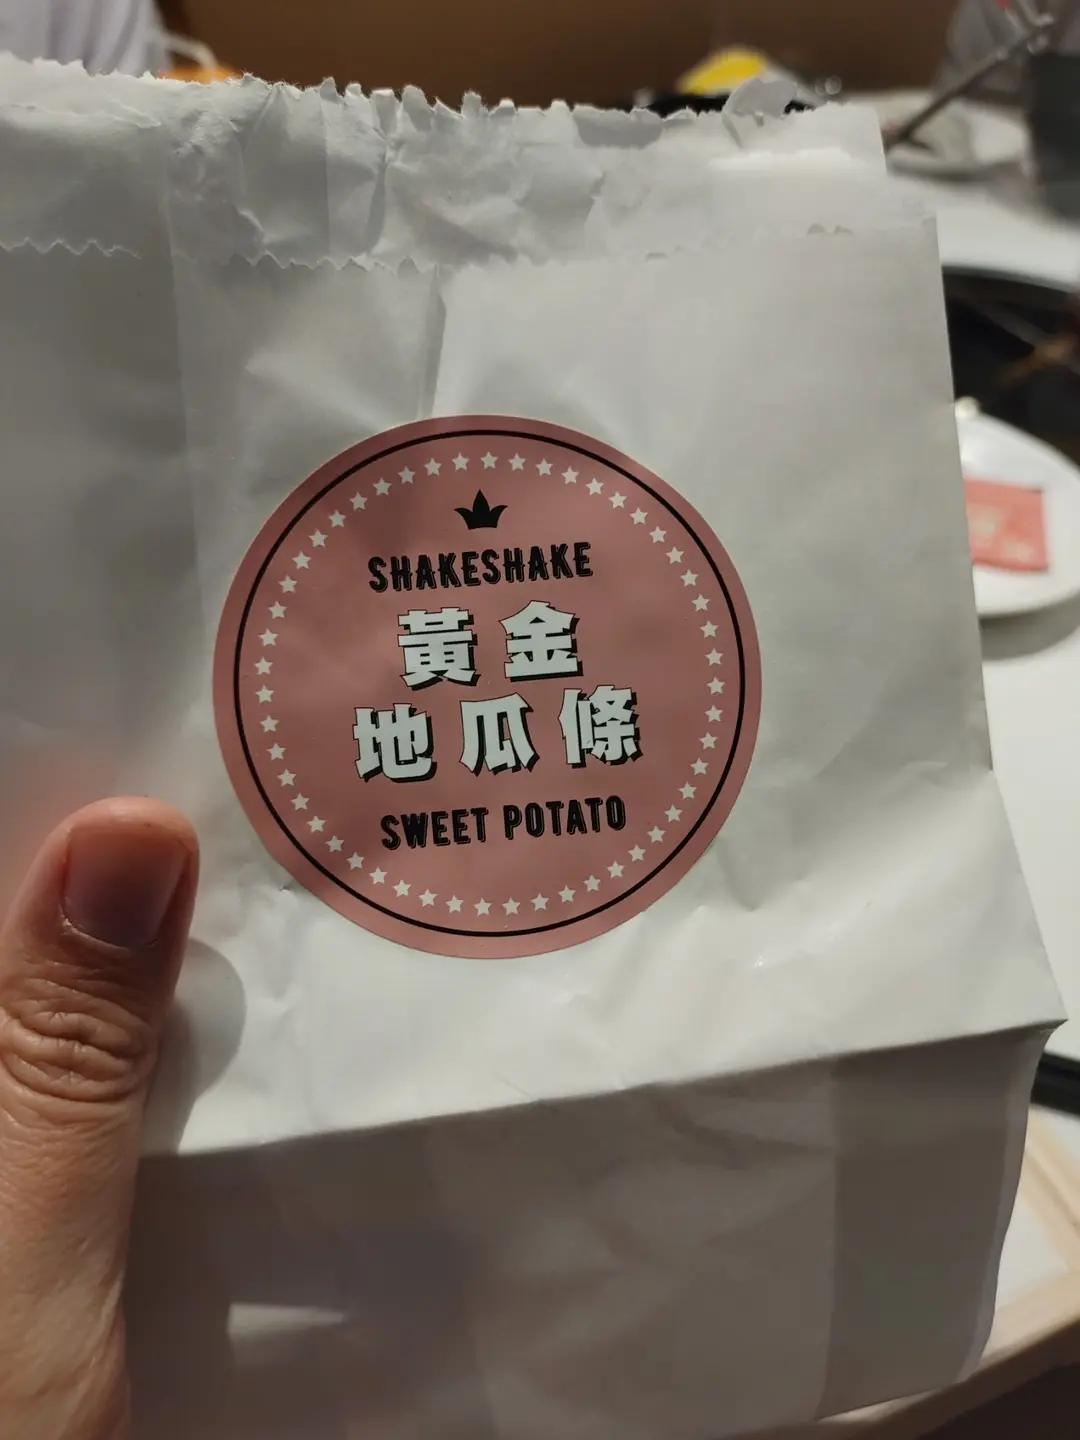 SHAKESHAKE
黃金
地瓜條
SWEET POTATO